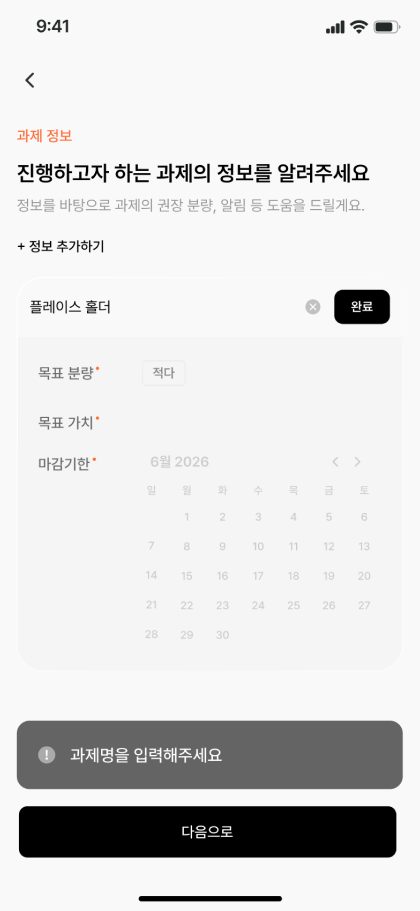 9:41
과제 정보
진행하고자 하는 과제의 정보를 알려주세요
정보를 바탕으로 과제의 권장 분량, 알림 등 도움을 드릴게요.
+ 정보 추가하기
플레이스 홀더 완료
목표 분량• 적다
목표 가치•
마감기한• 6월 2026
일 월 화 수 목 금 토
1 2 3 4 5 6
7 8 9 10 11 12 13
14 15 16 17 18 19 20
21 22 23 24 25 26 27
28 29 30
과제명을 입력해주세요
다음으로